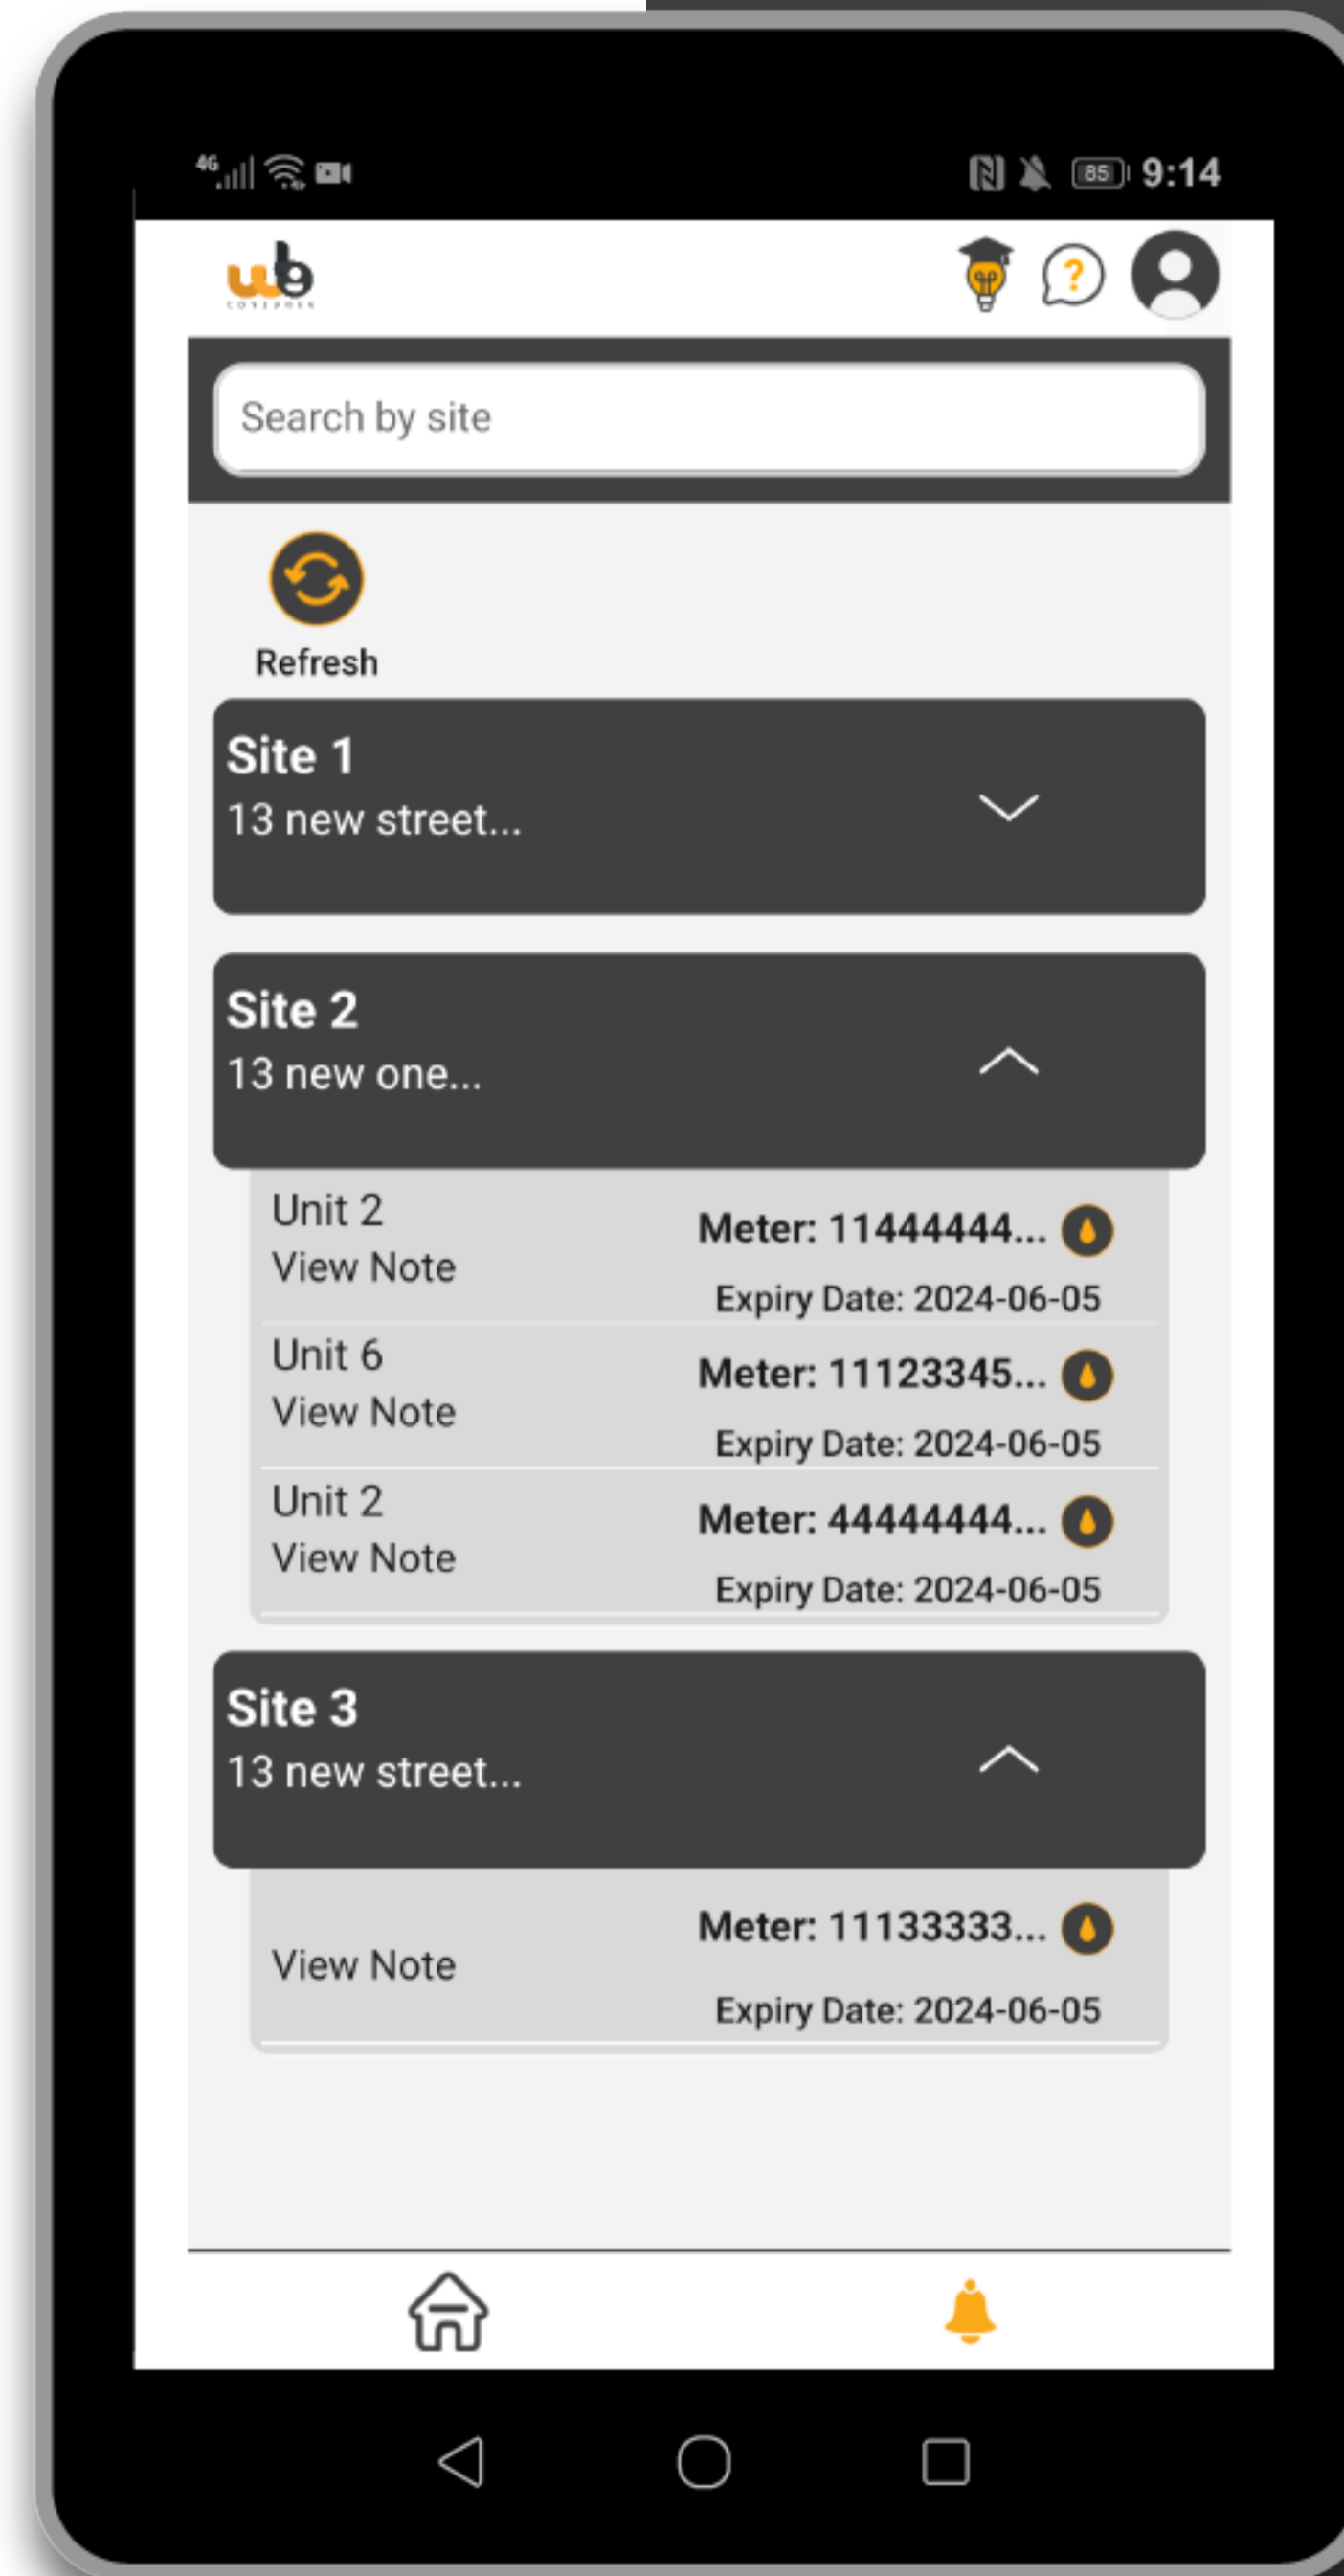 4G 85 9:14
wb
Search by site
Refresh
Site 1
13 new street...
Site 2
13 new one...
Unit 2
Meter: 11444444...
View Note
Expiry Date: 2024-06-05
Unit 6
Meter: 11123345...
View Note
Expiry Date: 2024-06-05
Unit 2
Meter: 44444444...
View Note
Expiry Date: 2024-06-05
Site 3
13 new street...
Meter: 11133333...
View Note
Expiry Date: 2024-06-05